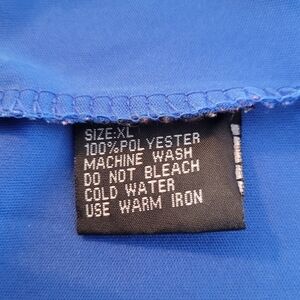 SIZE:XL
100%POLYESTER
MACHINE WASH
DO NOT BLEACH
COLD WATER
USE WARM IRON